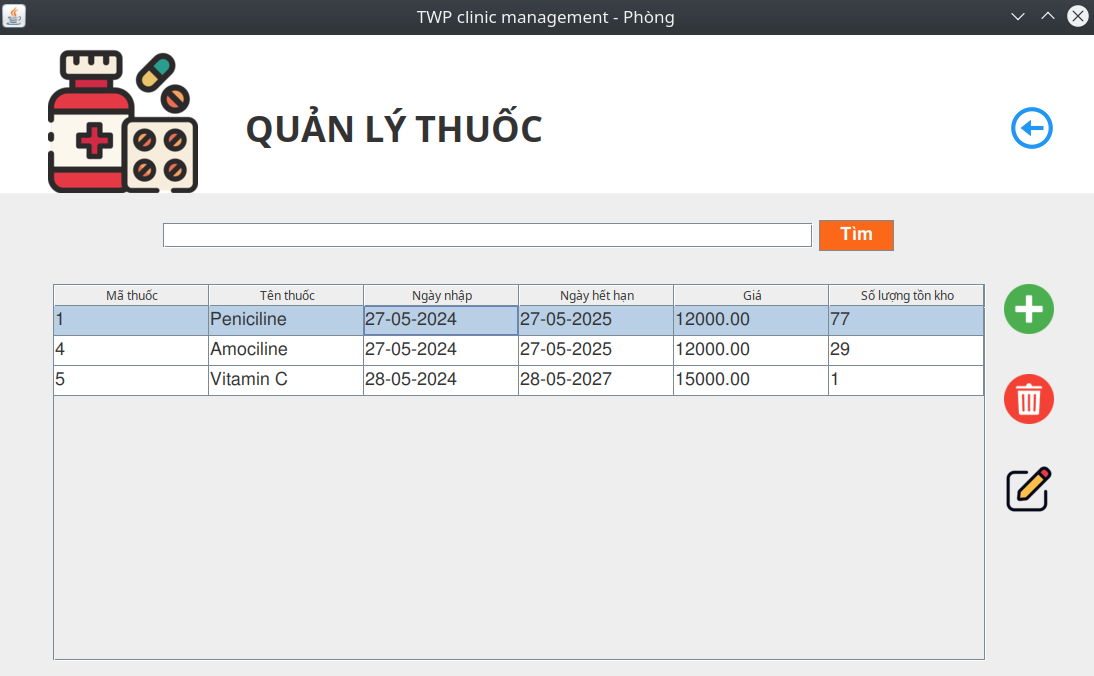 TWP clinic management - Phòng
QUẢN LÝ THUỐC
Tìm
Mã thuốc Tên thuốc Ngày nhập Ngày hết hạn Giá Số lượng tồn kho
1 Peniciline 27-05-2024 27-05-2025 12000.00 77
4 Amociline 27-05-2024 27-05-2025 12000.00 29
5 Vitamin C 28-05-2024 28-05-2027 15000.00 1